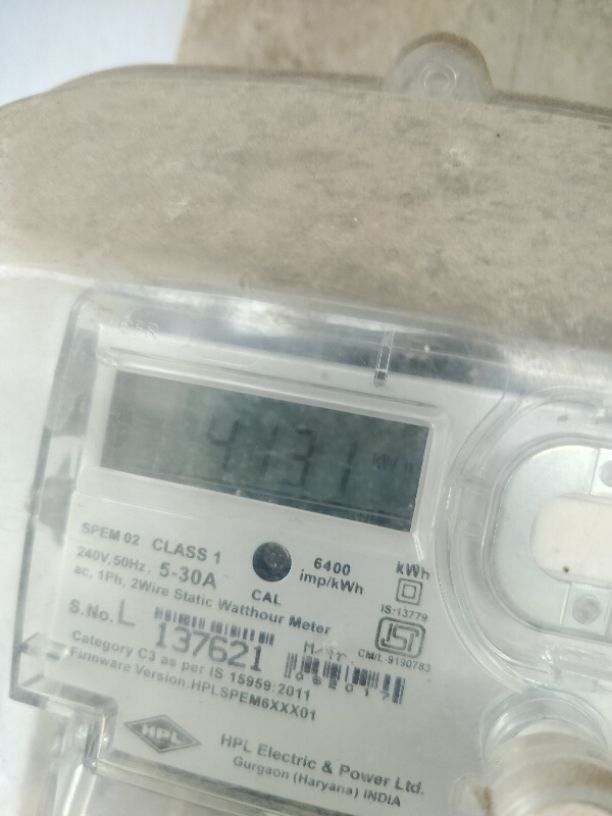 4131 kWh
SPEM 02 CLASS 1
240V, 50Hz, 5-30A
ac, 1Ph, 2Wire Static Watthour Meter
CAL
6400
imp/kWh
kWh
IS:13779
ISI
CM/L-9190783
S.No. L
137621
Category C3 as per IS 15959:2011
Firmware Version:HPLSPEM6XXX01
HPL
HPL Electric & Power Ltd.
Gurgaon (Haryana) INDIA